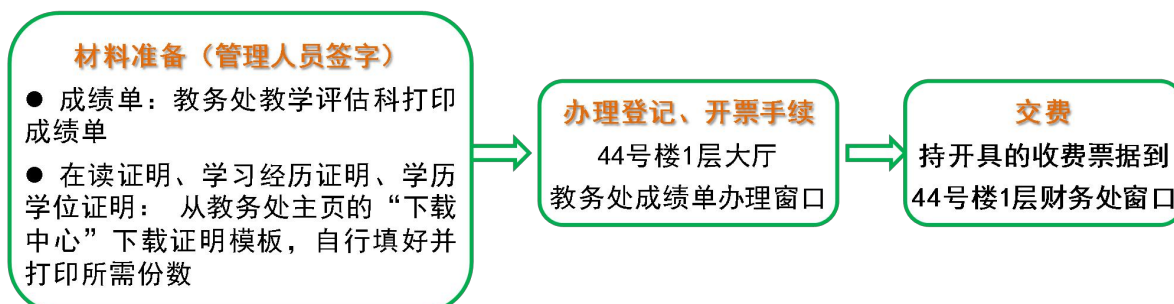 材料准备（管理人员签字）
● 成绩单：教务处教学评估科打印
成绩单
● 在读证明、学习经历证明、学历
学位证明： 从教务处主页的“下载
中心”下载证明模板，自行填好并
打印所需份数
办理登记、开票手续
44号楼1层大厅
教务处成绩单办理窗口
交费
持开具的收费票据到
44号楼1层财务处窗口